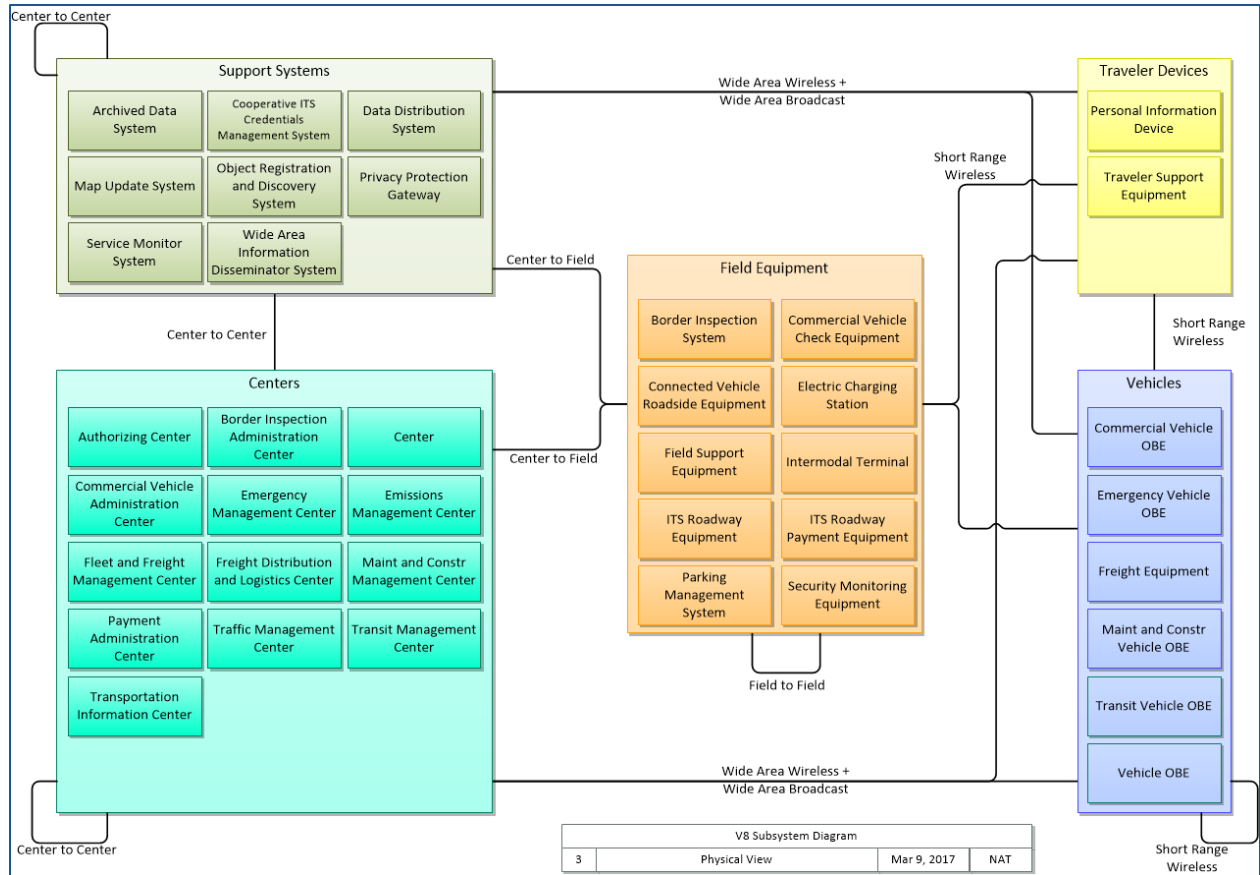 Center to Center
Support Systems
Archived Data
System
Cooperative ITS
Credentials
Management System
Data Distribution
System
Map Update System
Object Registration
and Discovery
System
Privacy Protection
Gateway
Service Monitor
System
Wide Area
Information
Disseminator System
Wide Area Wireless +
Wide Area Broadcast
Traveler Devices
Personal Information
Device
Traveler Support
Equipment
Short Range
Wireless
Center to Field
Center to Center
Field Equipment
Border Inspection
System
Commercial Vehicle
Check Equipment
Connected Vehicle
Roadside Equipment
Electric Charging
Station
Field Support
Equipment
Intermodal Terminal
ITS Roadway
Equipment
ITS Roadway
Payment Equipment
Parking
Management
System
Security Monitoring
Equipment
Field to Field
Short Range
Wireless
Centers
Authorizing Center
Border Inspection
Administration
Center
Center
Commercial Vehicle
Administration
Center
Emergency
Management Center
Emissions
Management Center
Fleet and Freight
Management Center
Freight Distribution
and Logistics Center
Maint and Constr
Management Center
Payment
Administration
Center
Traffic Management
Center
Transit Management
Center
Transportation
Information Center
Center to Field
Vehicles
Commercial Vehicle
OBE
Emergency Vehicle
OBE
Freight Equipment
Maint and Constr
Vehicle OBE
Transit Vehicle OBE
Vehicle OBE
Wide Area Wireless +
Wide Area Broadcast
Center to Center
Short Range
Wireless
V8 Subsystem Diagram
3 Physical View Mar 9, 2017 NAT